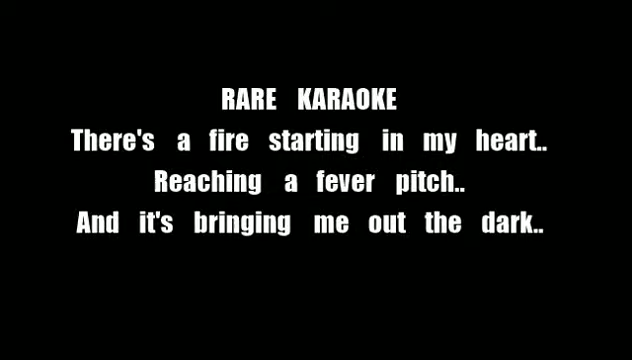 RARE KARAOKE
There's a fire starting in my heart..
Reaching a fever pitch..
And it's bringing me out the dark..